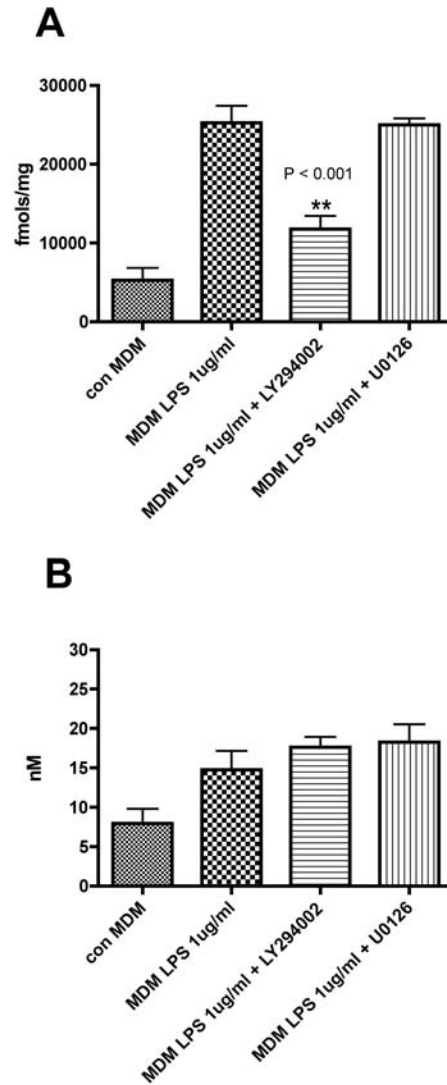 A
30000
20000
10000
0
fmols/mg
P < 0.001
**
con MDM
MDM LPS 1ug/ml
MDM LPS 1ug/ml + LY294002
MDM LPS 1ug/ml + U0126
B
30
25
20
15
10
5
0
nM
con MDM
MDM LPS 1ug/ml
MDM LPS 1ug/ml + LY294002
MDM LPS 1ug/ml + U0126